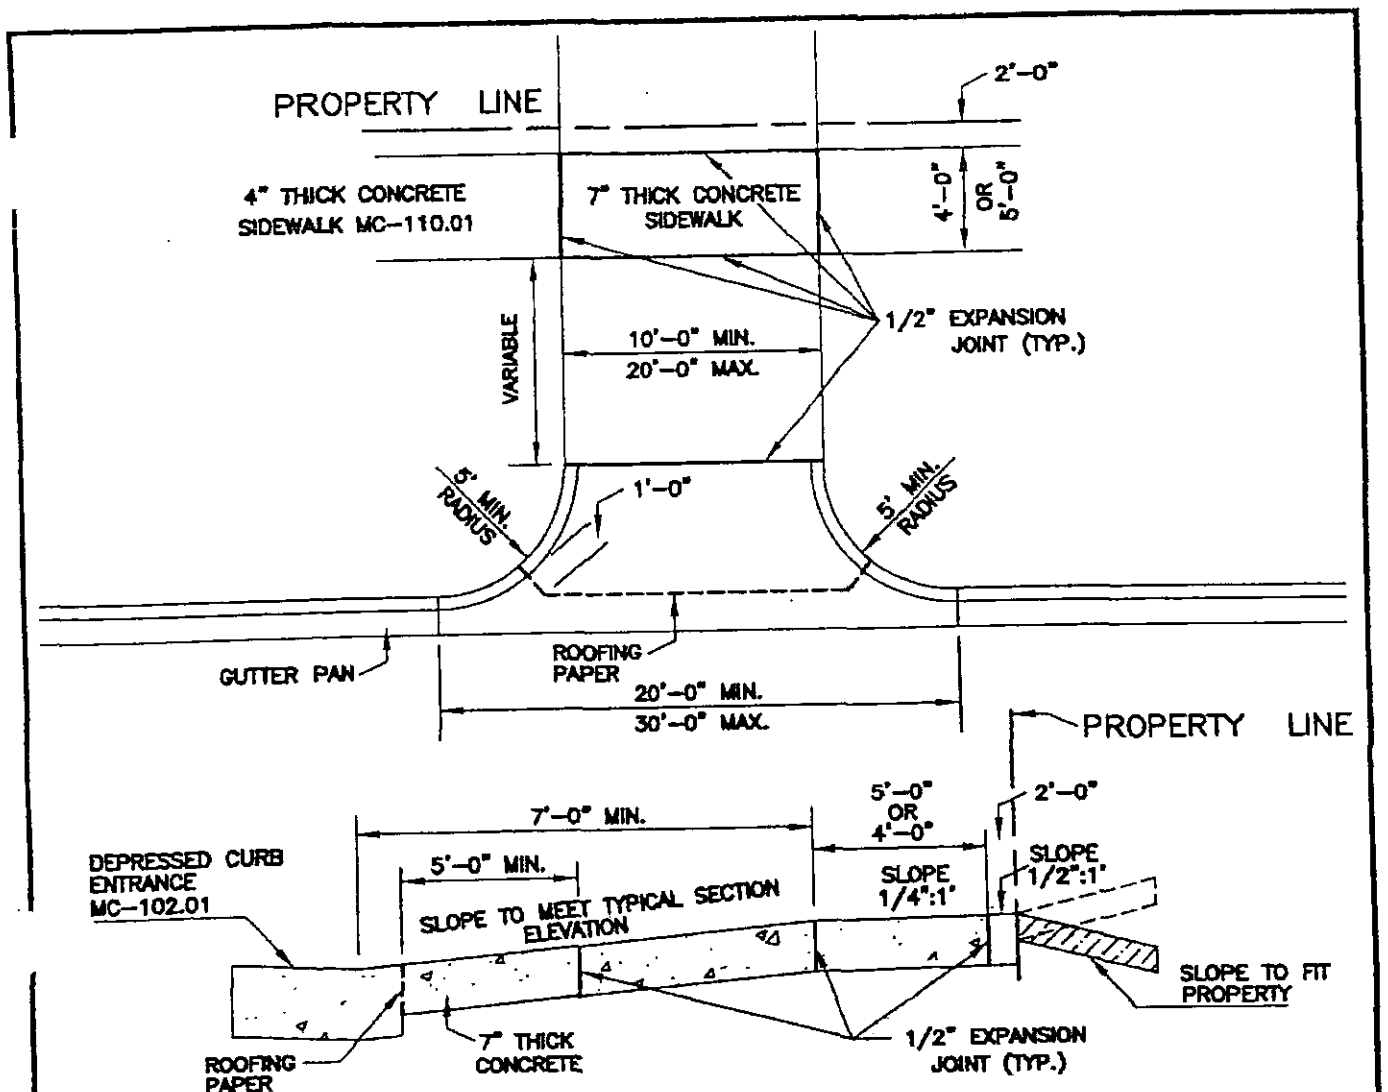 2'-0"
PROPERTY LINE
4" THICK CONCRETE
SIDEWALK MC-110.01
7" THICK CONCRETE
SIDEWALK
4'-0"
OR
5'-0"
1/2" EXPANSION
JOINT (TYP.)
VARIABLE
10'-0" MIN.
20'-0" MAX.
5' MIN.
RADIUS
1'-0"
5' MIN.
RADIUS
GUTTER PAN
ROOFING
PAPER
20'-0" MIN.
30'-0" MAX.
PROPERTY LINE
7'-0" MIN.
5'-0"
OR
4'-0"
2'-0"
DEPRESSED CURB
ENTRANCE
MC-102.01
5'-0" MIN.
SLOPE TO MEET TYPICAL SECTION
ELEVATION
SLOPE
1/4":1'
SLOPE
1/2":1'
SLOPE TO FIT
PROPERTY
ROOFING
PAPER
7" THICK
CONCRETE
1/2" EXPANSION
JOINT (TYP.)